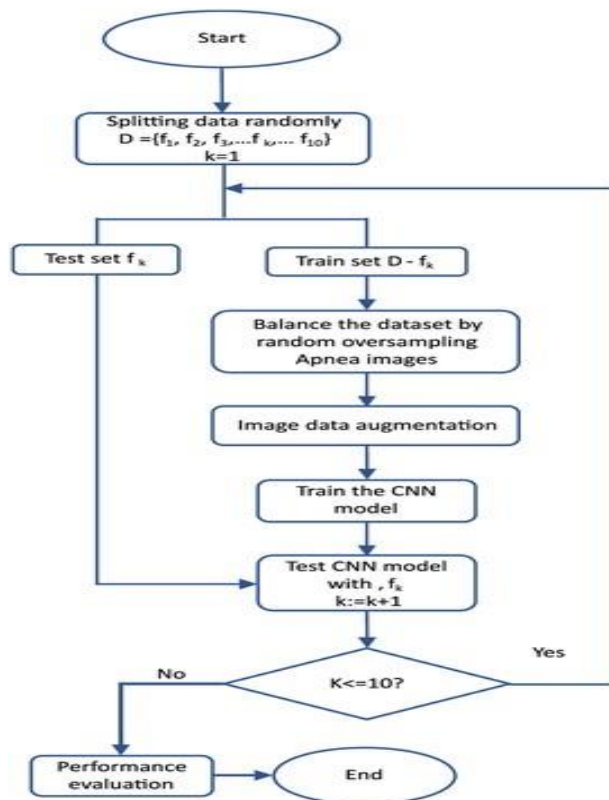 Start
Splitting data randomly
D ={f₁, f₂, f₃,...f ₖ,... f₁₀}
k=1
Test set f ₖ
Train set D - fₖ
Balance the dataset by
random oversampling
Apnea images
Image data augmentation
Train the CNN
model
Test CNN model
with , fₖ
k:=k+1
K<=10?
Yes
No
Performance
evaluation
End